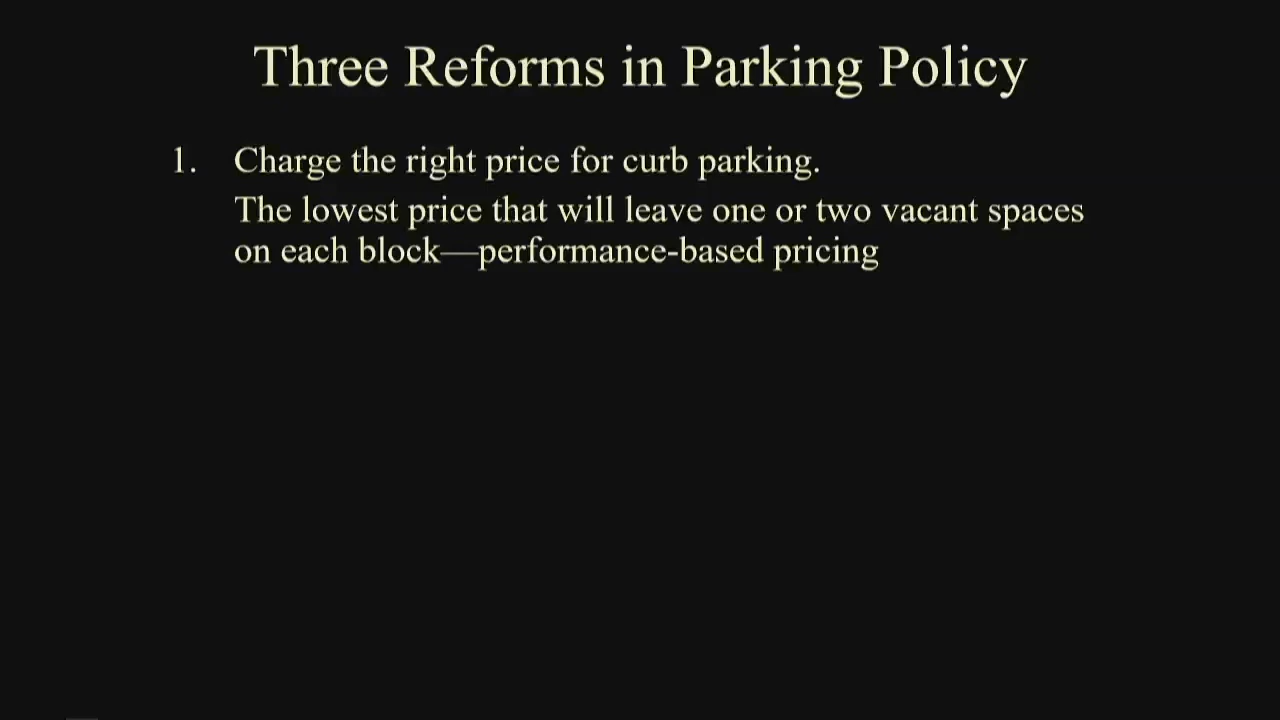 Three Reforms in Parking Policy
1. Charge the right price for curb parking.
The lowest price that will leave one or two vacant spaces
on each block—performance-based pricing